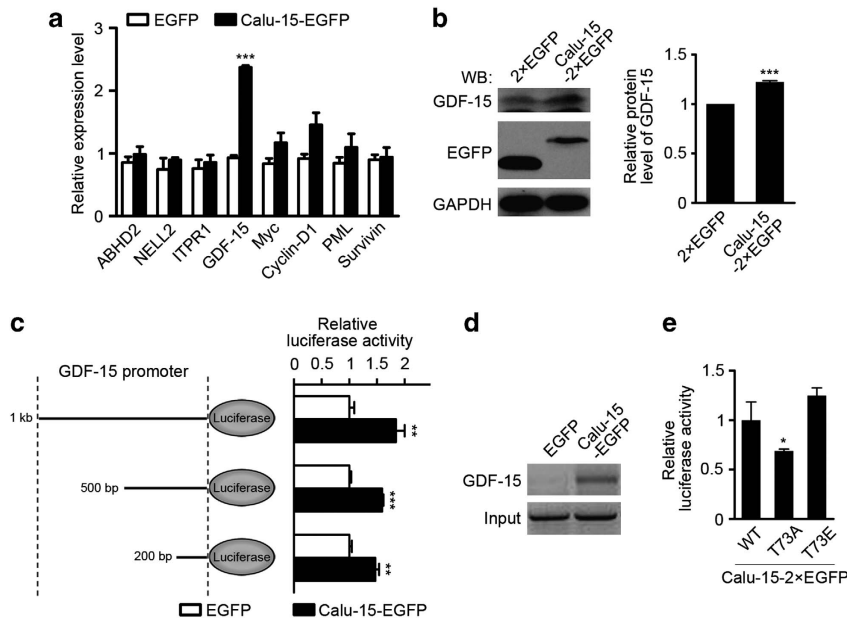 a
EGFP
Calu-15-EGFP
Relative expression level
3
2
1
0
***
ABHD2
NELL2
ITPR1
GDF-15
Myc
Cyclin-D1
PML
Survivin
b
WB:
2×EGFP
Calu-15
-2×EGFP
GDF-15
EGFP
GAPDH
Relative protein
level of GDF-15
1.5
1
0.5
0
***
2×EGFP
Calu-15
-2×EGFP
c
Relative
luciferase activity
0 0.5 1 1.5 2
GDF-15 promoter
1 kb
Luciferase
**
500 bp
Luciferase
***
200 bp
Luciferase
**
EGFP
Calu-15-EGFP
d
EGFP
Calu-15
-EGFP
GDF-15
Input
e
Relative
luciferase activity
1.5
1
0.5
0
*
WT
T73A
T73E
Calu-15-2×EGFP